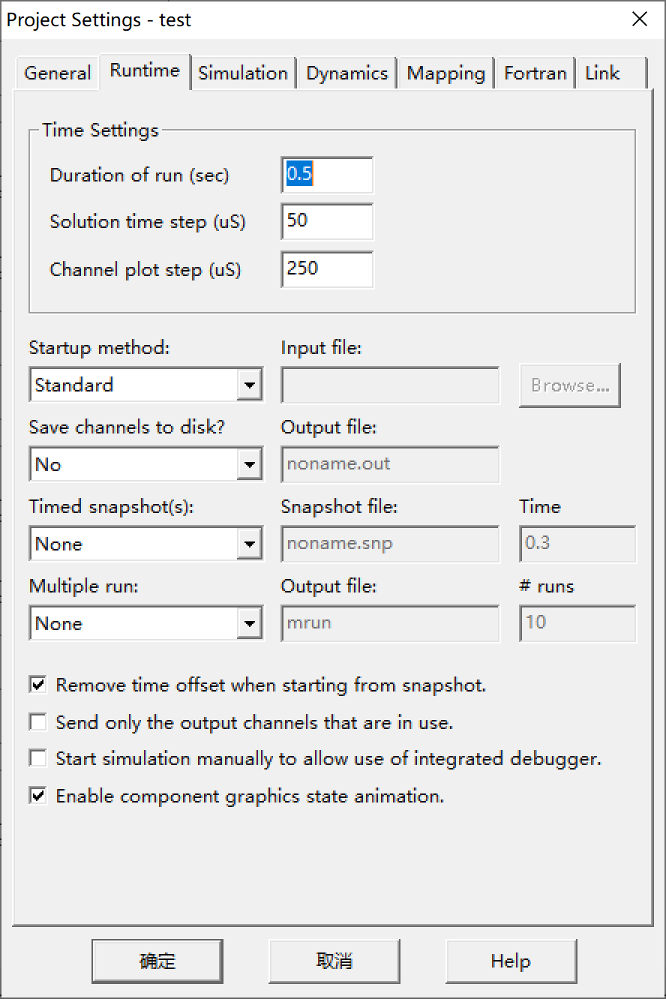 Project Settings - test
General Runtime Simulation Dynamics Mapping Fortran Link
Time Settings
Duration of run (sec) 0.5
Solution time step (uS) 50
Channel plot step (uS) 250
Startup method: Input file:
Standard Browse...
Save channels to disk? Output file:
No noname.out
Timed snapshot(s): Snapshot file: Time
None noname.snp 0.3
Multiple run: Output file: # runs
None mrun 10
Remove time offset when starting from snapshot.
Send only the output channels that are in use.
Start simulation manually to allow use of integrated debugger.
Enable component graphics state animation.
确定 取消 Help